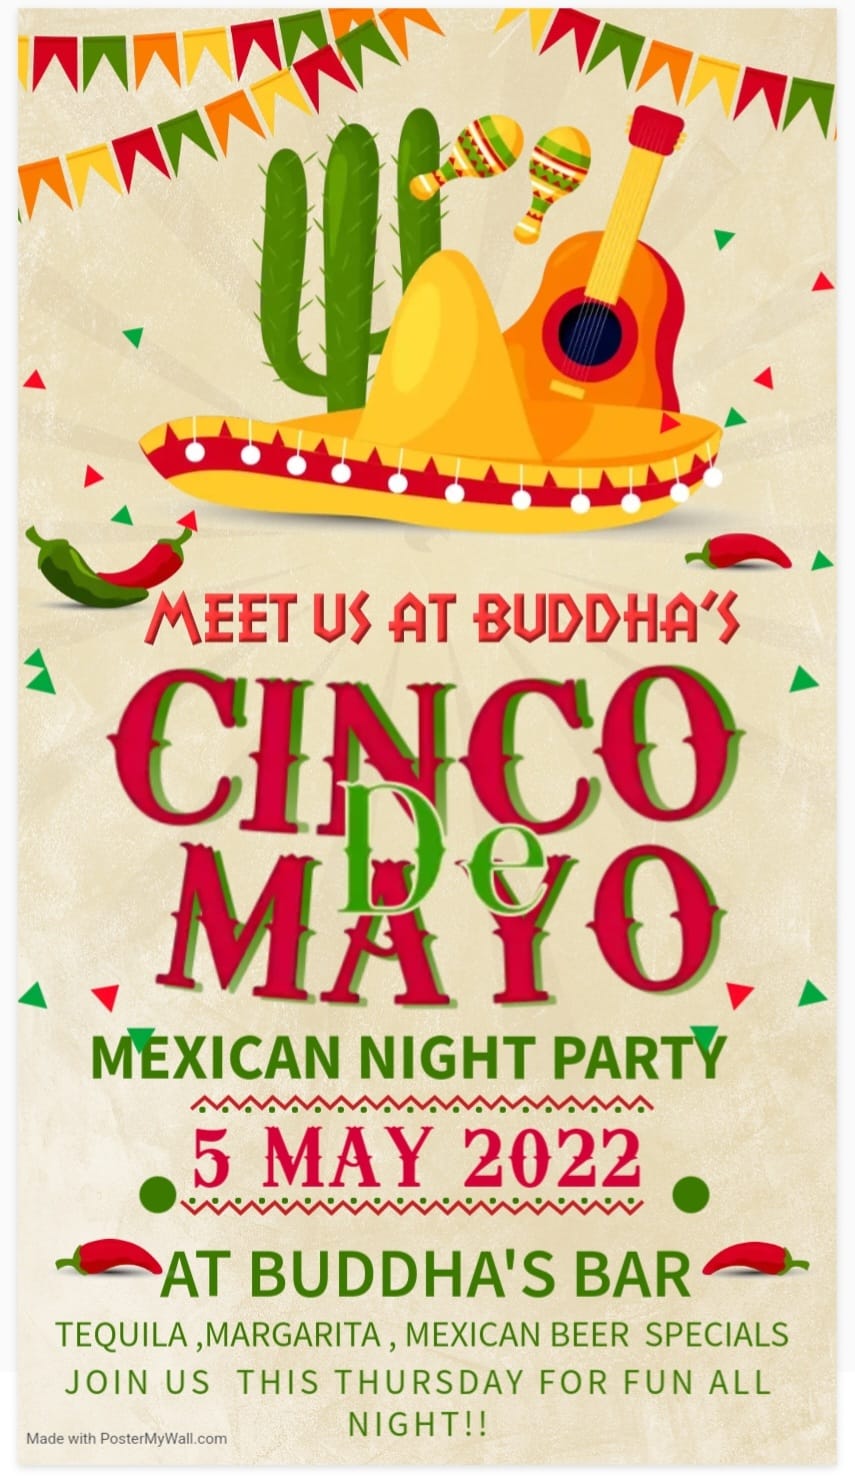 MEET US AT BUDDHA'S
CINCO
De
MAYO
MEXICAN NIGHT PARTY
5 MAY 2022
AT BUDDHA'S BAR
TEQUILA ,MARGARITA , MEXICAN BEER SPECIALS
JOIN US THIS THURSDAY FOR FUN ALL
NIGHT!!
Made with PosterMyWall.com